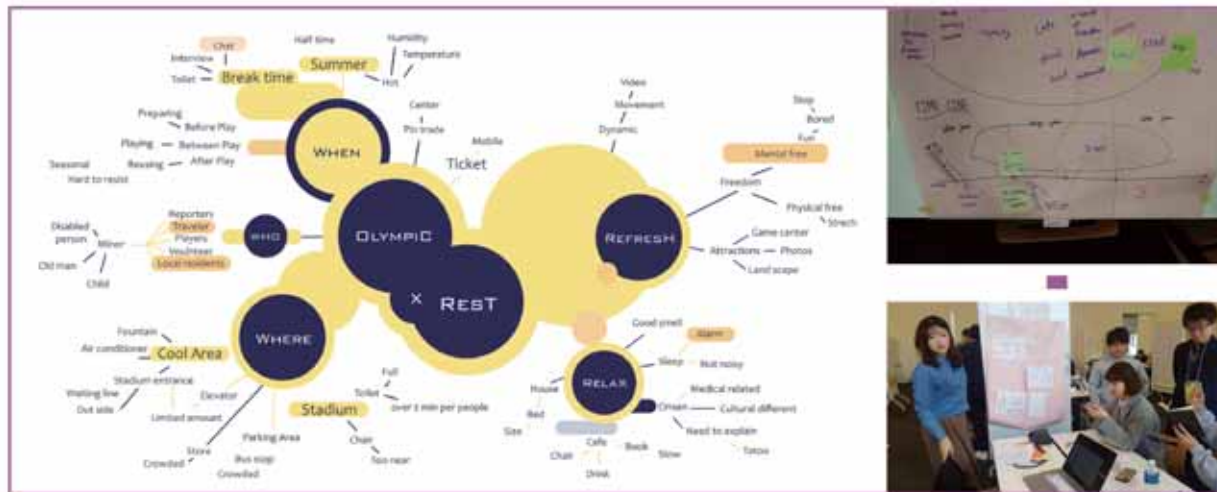 Half time
Humidity
Chat
Interview
Summer
Temperature
Toilet
Break time
Hot
Video
Center
Movement
Stop
Preparing
Pin trade
Dynamic
Bored
Before Play
Mobile
Fun
Playing
Between Play
WHEN
Ticket
Mental free
Seasonal
Reusing
After Play
Hard to resist
Freedom
Reporters
Physical free
Disabled person
Traveler
Strech
Minor
Players
WHO
OLYMPIC
REFRESH
Game center
Attractions
Photos
Old man
Local residents
Land scape
Child
X
REST
Fountain
WHERE
Good smell
Alarm
Air conditioner
Cool Area
Sleep
Not noisy
Stadium entrance
Full
RELAX
Waiting line
Elevator
Toilet
House
Medical related
Out side
Limited amount
Stadium
over 2 min per people
Bed
Onsen
Cultural different
Size
Need to explain
Parking Area
Chair
Cafe
Book
Store
Chair
Slow
Tatoo
Crowded
Bus stop
Too near
Drink
Crowded
TIME LINE